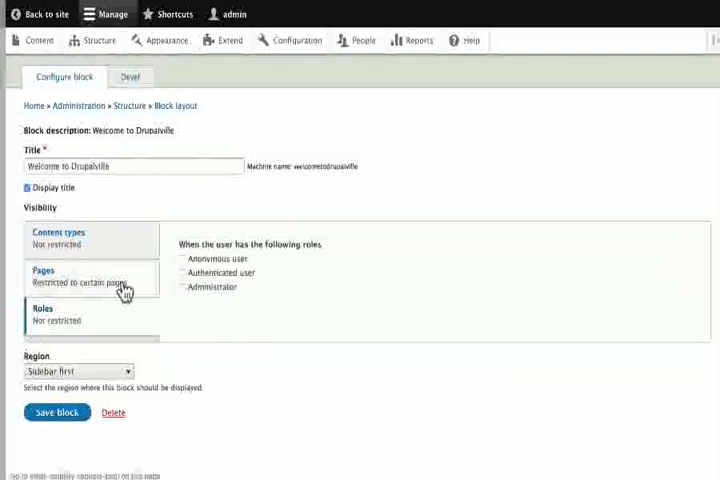 Back to site Manage Shortcuts admin
Content Structure Appearance Extend Configuration People Reports Help
Configure block Devel
Home » Administration » Structure » Block layout
Block description: Welcome to Drupalville
Title *
Welcome to Drupalville Machine name: welcometodrupalville
Display title
Visibility
Content types
Not restricted
Pages
Restricted to certain pages
Roles
Not restricted
When the user has the following roles
Anonymous user
Authenticated user
Administrator
Region
Sidebar first
Select the region where this block should be displayed.
Save block Delete